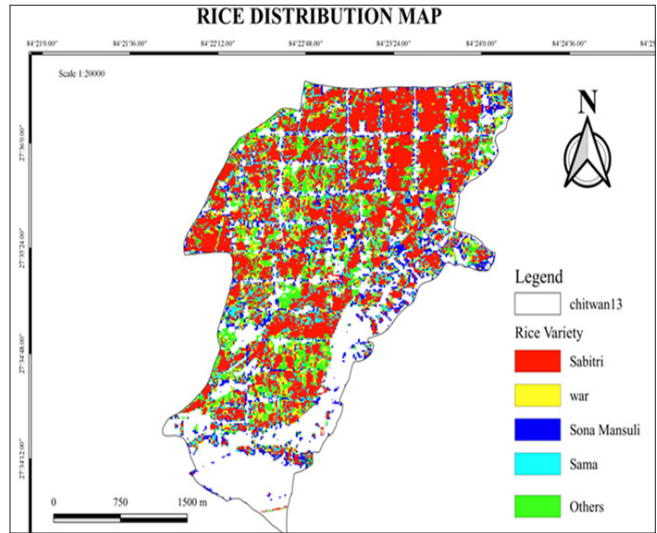 RICE DISTRIBUTION MAP
84°21'0.00" 84°21'36.00" 84°22'12.00" 84°22'48.00" 84°23'24.00" 84°24'0.00" 84°24'36.00" 84°25'
Scale 1:20000
N
27°36'0.00"
27°35'24.00"
27°34'48.00"
27°34'12.00"
Legend
chitwan13
Rice Variety
Sabitri
war
Sona Mansuli
Sama
Others
0 750 1500 m